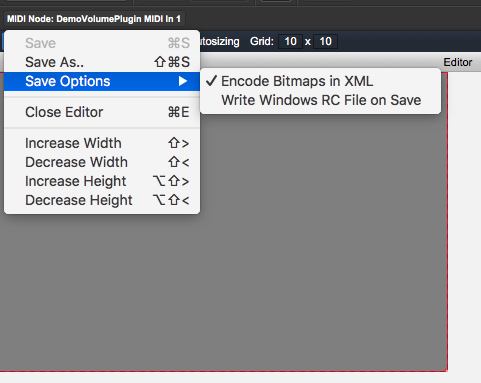 MIDI Node: DemoVolumePlugin MIDI In 1
Save ⌘S
utosizing Grid: 10 x 10
Save As.. ⇧⌘S
Editor
Save Options ▶
✓ Encode Bitmaps in XML
Write Windows RC File on Save
Close Editor ⌘E
Increase Width ⇧>
Decrease Width ⇧<
Increase Height ⌥⇧>
Decrease Height ⌥⇧<